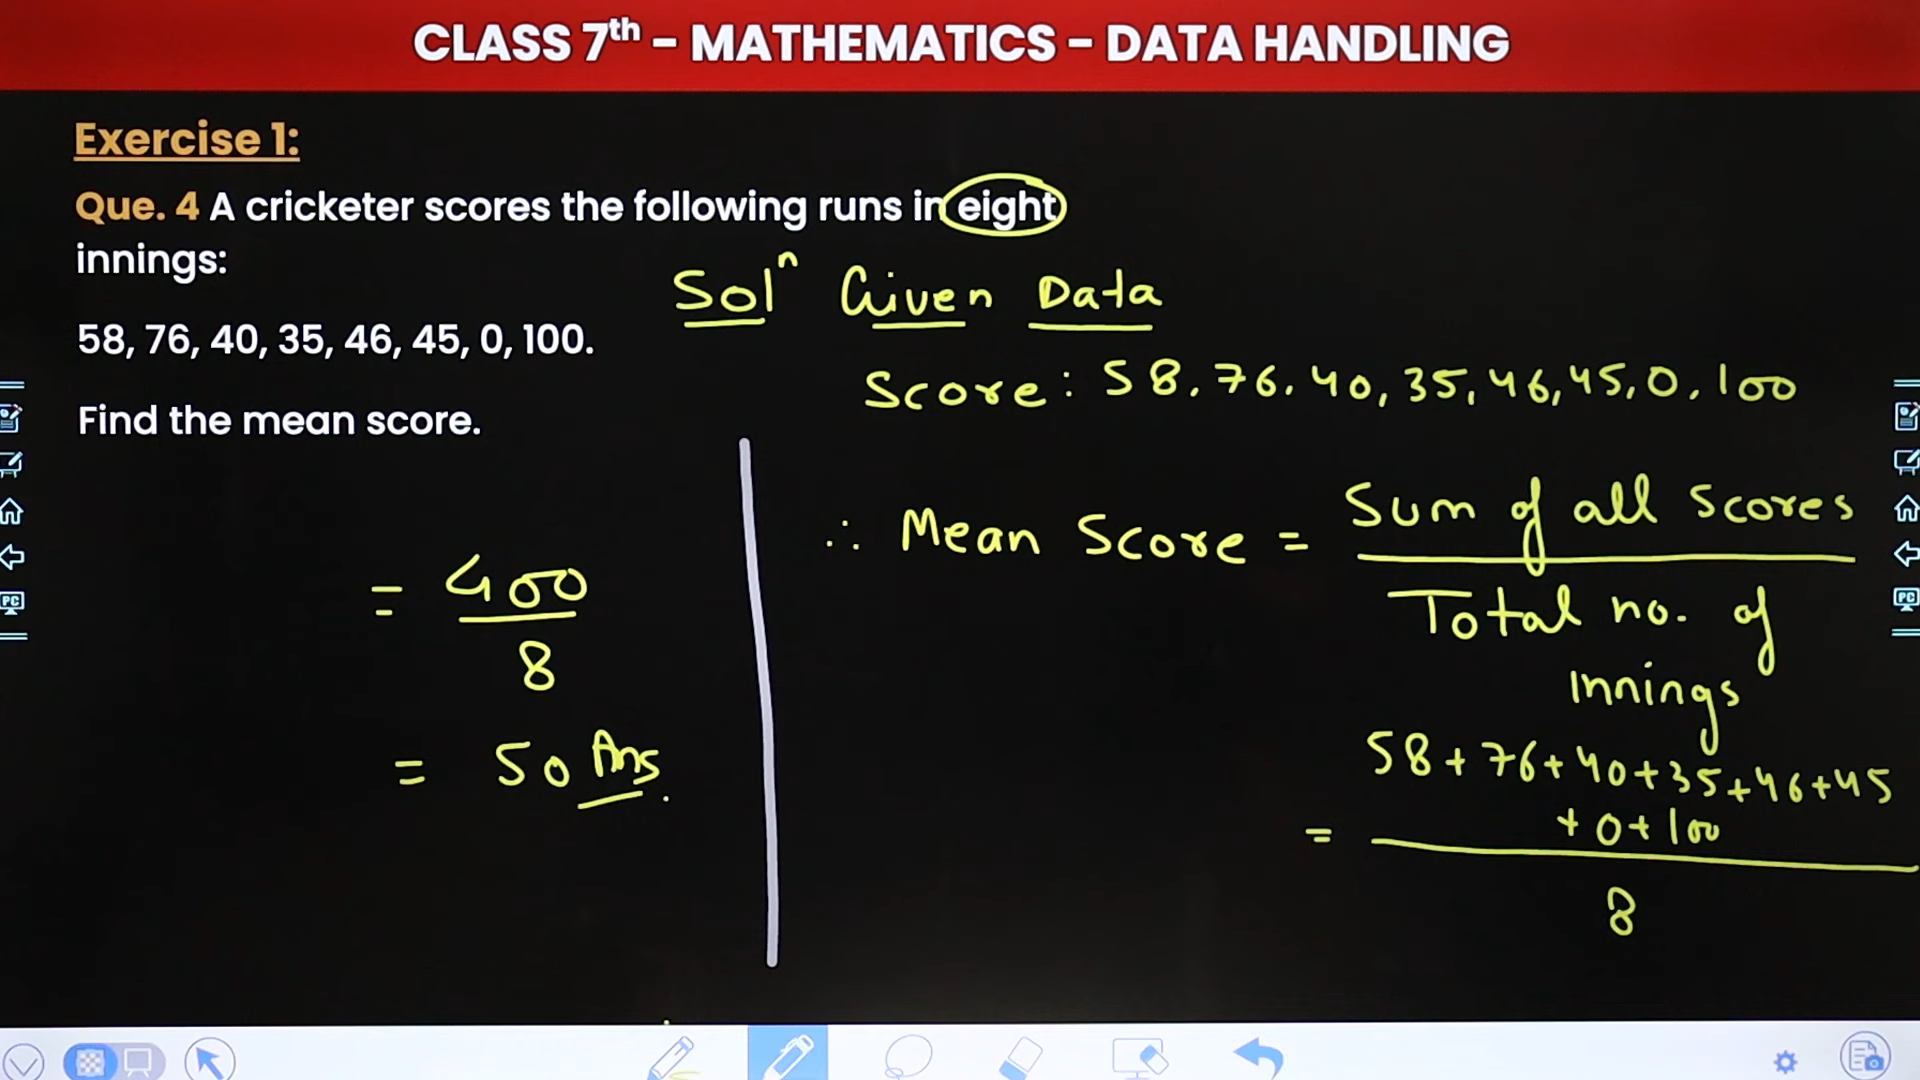 CLASS 7th - MATHEMATICS - DATA HANDLING
Exercise 1:
Que. 4 A cricketer scores the following runs in eight
innings:
58, 76, 40, 35, 46, 45, 0, 100.
Find the mean score.
Solⁿ Given Data
Score: 58, 76, 40, 35, 46, 45, 0, 100
∴ Mean Score = Sum of all Scores
Total no. of
innings
= 58+76+40+35+46+45
+0+100
8
= 400
8
= 50 Ans.
PC
PC